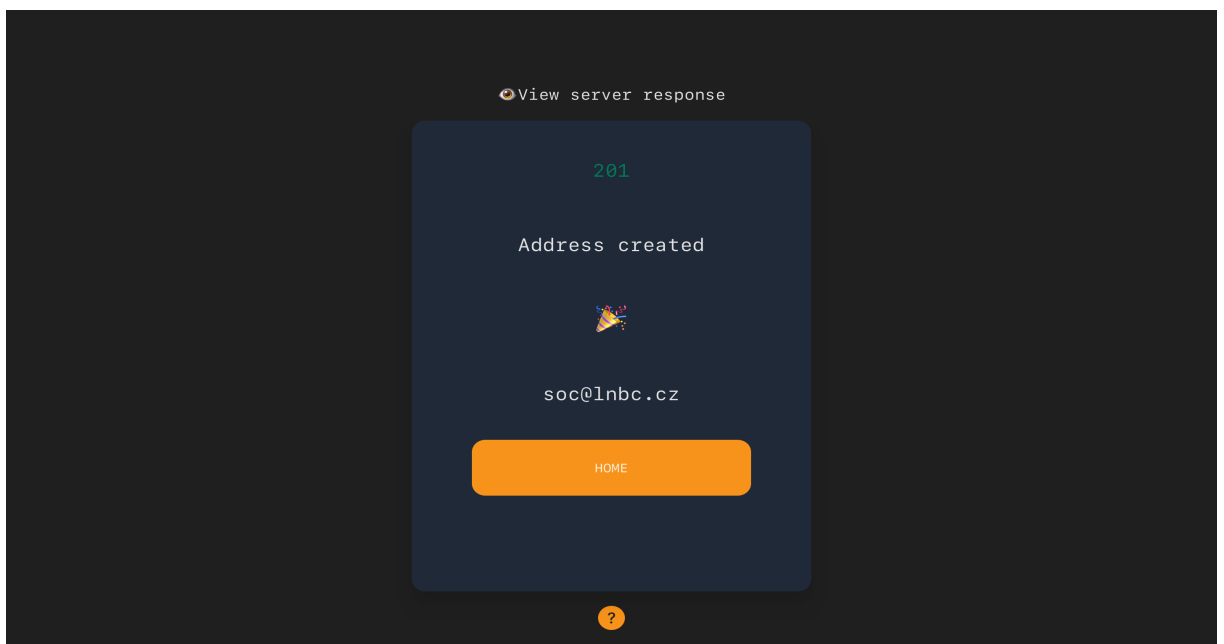 View server response
201
Address created
soc@lnbc.cz
HOME
?